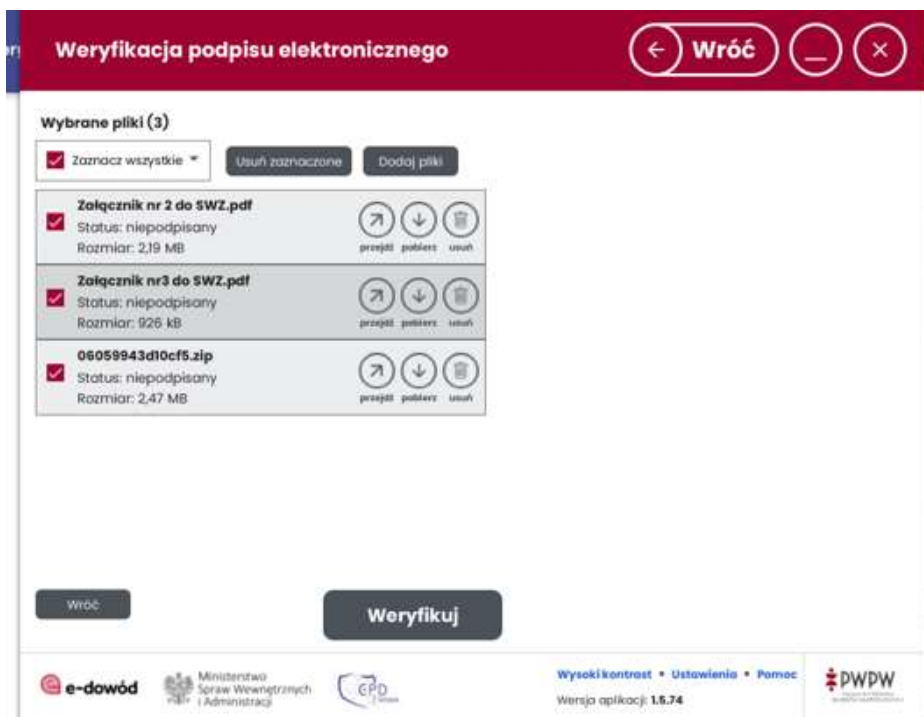 Weryfikacja podpisu elektronicznego
Wróć
Wybrane pliki (3)
Zaznacz wszystkie
Usuń zaznaczone
Dodaj pliki
Załącznik nr 2 do SWZ.pdf
Status: niepodpisany
Rozmiar: 2,19 MB
przejdź pobierz usuń
Załącznik nr3 do SWZ.pdf
Status: niepodpisany
Rozmiar: 926 kB
przejdź pobierz usuń
06059943d10cf5.zip
Status: niepodpisany
Rozmiar: 2,47 MB
przejdź pobierz usuń
Wróć
Weryfikuj
e-dowód
Ministerstwo
Spraw Wewnętrznych
i Administracji
CPD
Wysoki kontrast • Ustawienia • Pomoc
Wersja aplikacji: 1.5.74
PWPW